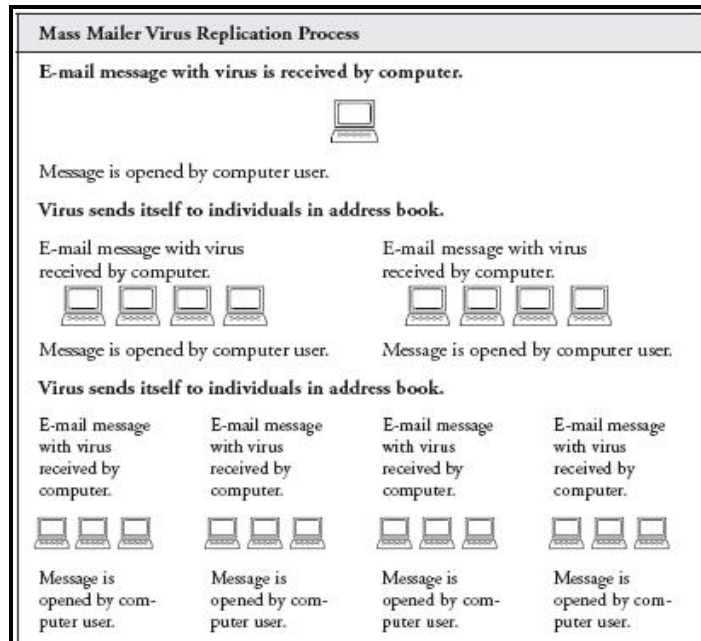 Mass Mailer Virus Replication Process
E-mail message with virus is received by computer.
Message is opened by computer user.
Virus sends itself to individuals in address book.
E-mail message with virus
received by computer.
Message is opened by computer user.
E-mail message with virus
received by computer.
Message is opened by computer user.
Virus sends itself to individuals in address book.
E-mail message
with virus
received by
computer.
Message is
opened by com-
puter user.
E-mail message
with virus
received by
computer.
Message is
opened by com-
puter user.
E-mail message
with virus
received by
computer.
Message is
opened by com-
puter user.
E-mail message
with virus
received by
computer.
Message is
opened by com-
puter user.